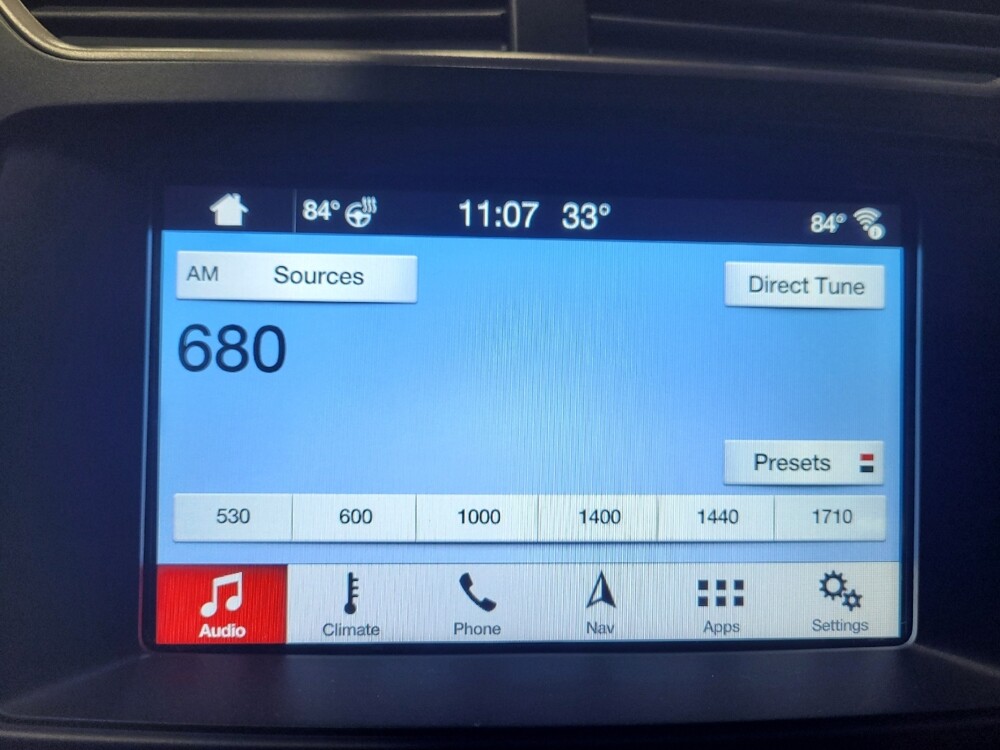 84° 11:07 33° 84°
AM Sources
Direct Tune
680
Presets
530 600 1000 1400 1440 1710
Audio Climate Phone Nav Apps Settings